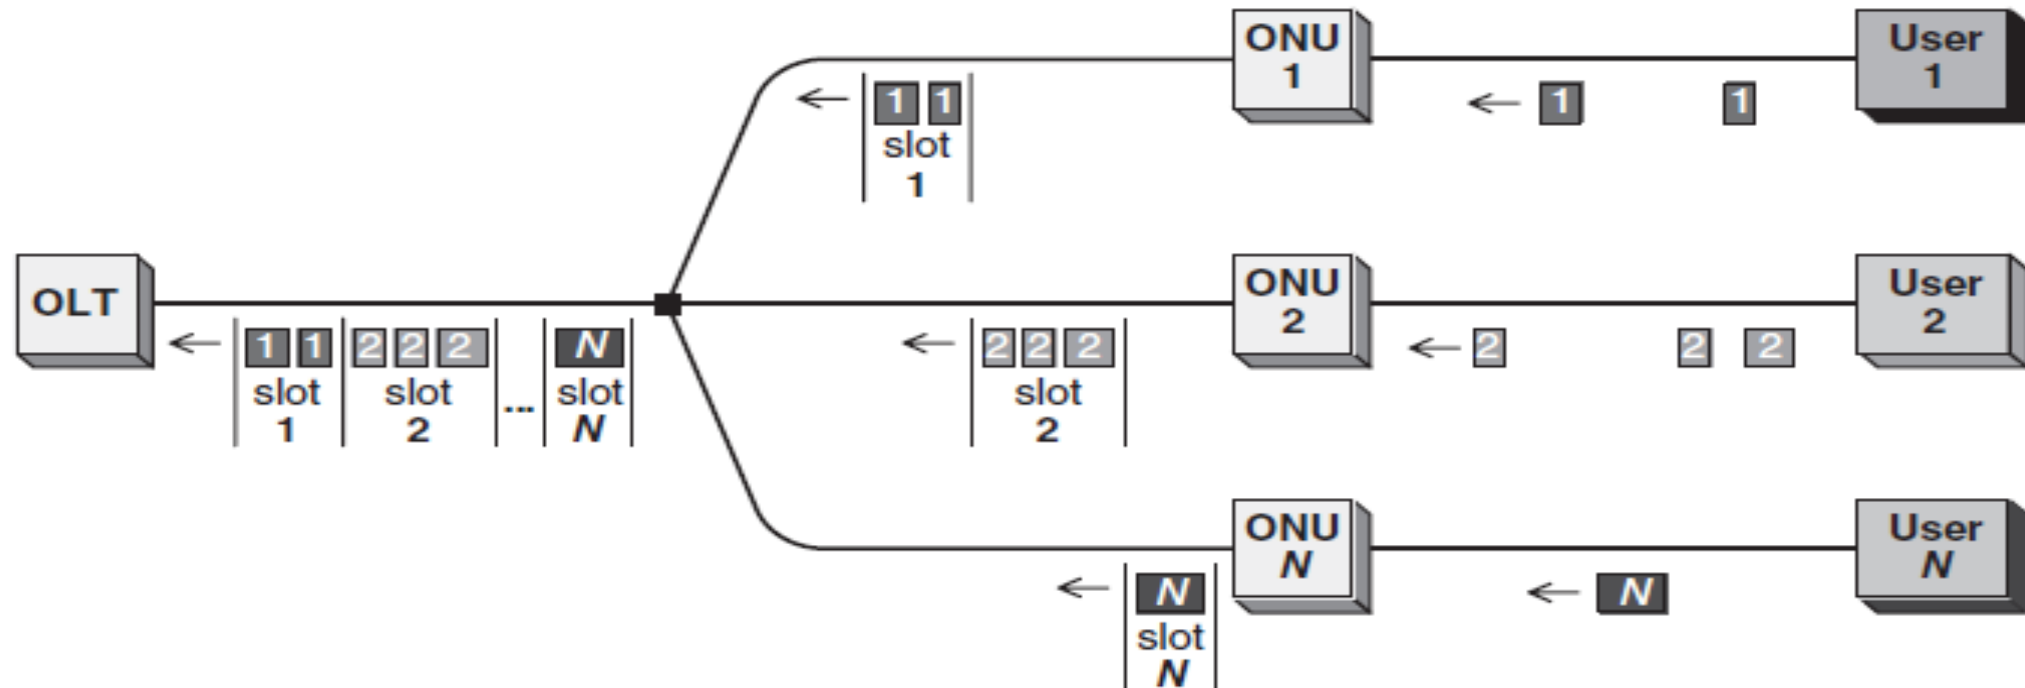 ONU
1
User
1
1 1
slot
1
1
1
OLT
ONU
2
User
2
1 1 2 2 2 ... N
slot slot slot
1 2 N
2 2 2
slot
2
2
2 2
ONU
N
User
N
N
slot
N
N